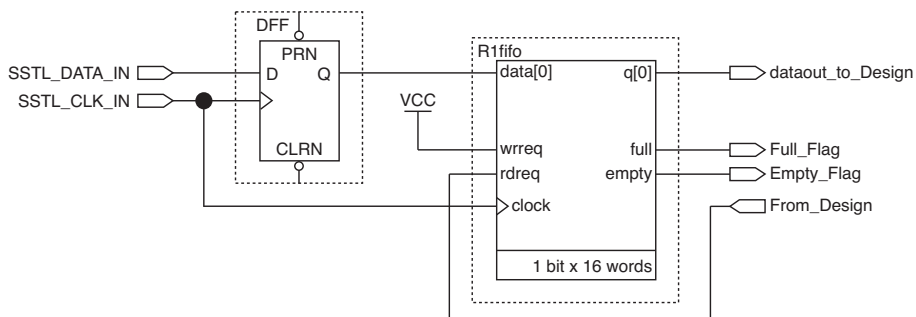 DFF
PRN
SSTL_DATA_IN
D
Q
SSTL_CLK_IN
CLRN
VCC
R1fifo
data[0]
q[0]
dataout_to_Design
wrreq
full
Full_Flag
rdreq
empty
Empty_Flag
clock
From_Design
1 bit x 16 words